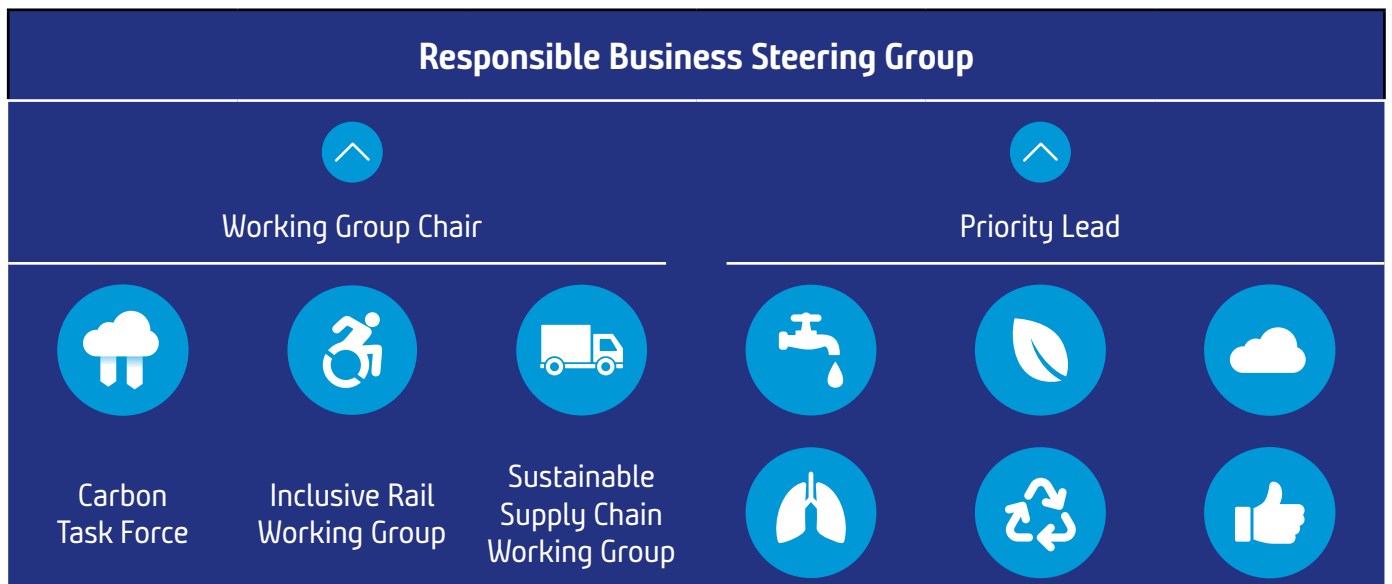 Responsible Business Steering Group
Working Group Chair
Priority Lead
Carbon
Task Force
Inclusive Rail
Working Group
Sustainable
Supply Chain
Working Group